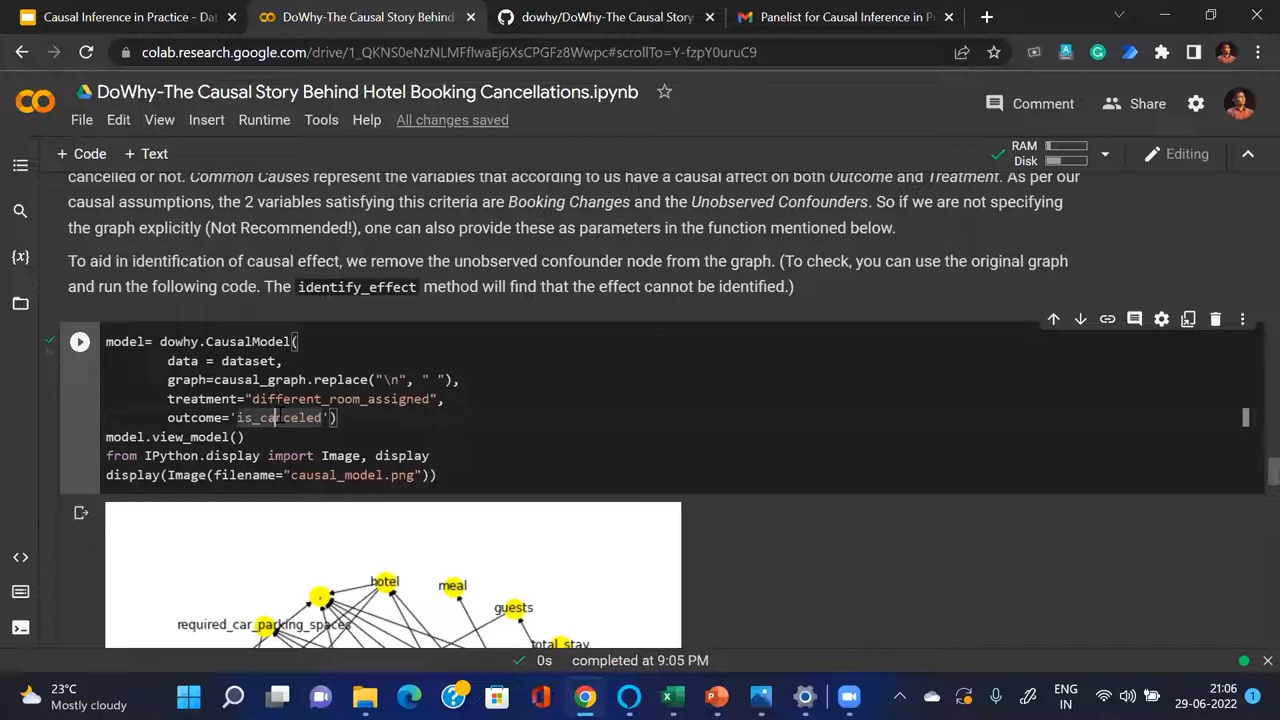 Causal Inference in Practice - Dat
DoWhy-The Causal Story Behind
dowhy/DoWhy-The Causal Story
Panelist for Causal Inference in P
colab.research.google.com/drive/1_QKNS0eNzNLMFflwaEj6XsCPGFz8Wwpc#scrollTo=Y-fzpY0uruC9
DoWhy-The Causal Story Behind Hotel Booking Cancellations.ipynb
Comment
Share
File Edit View Insert Runtime Tools Help All changes saved
+ Code + Text
RAM
Disk
Editing
cancelled or not. Common Causes represent the variables that according to us have a causal affect on both Outcome and Treatment. As per our
causal assumptions, the 2 variables satisfying this criteria are Booking Changes and the Unobserved Confounders. So if we are not specifying
the graph explicitly (Not Recommended!), one can also provide these as parameters in the function mentioned below.
To aid in identification of causal effect, we remove the unobserved confounder node from the graph. (To check, you can use the original graph
and run the following code. The identify_effect method will find that the effect cannot be identified.)
model= dowhy.CausalModel(
data = dataset,
graph=causal_graph.replace("\n", " "),
treatment="different_room_assigned",
outcome='is_canceled')
model.view_model()
from IPython.display import Image, display
display(Image(filename="causal_model.png"))
3s
hotel
meal
guests
required_car_parking_spaces
total_stay
0s completed at 9:05 PM
23°C
Mostly cloudy
ENG
IN
21:06
29-06-2022